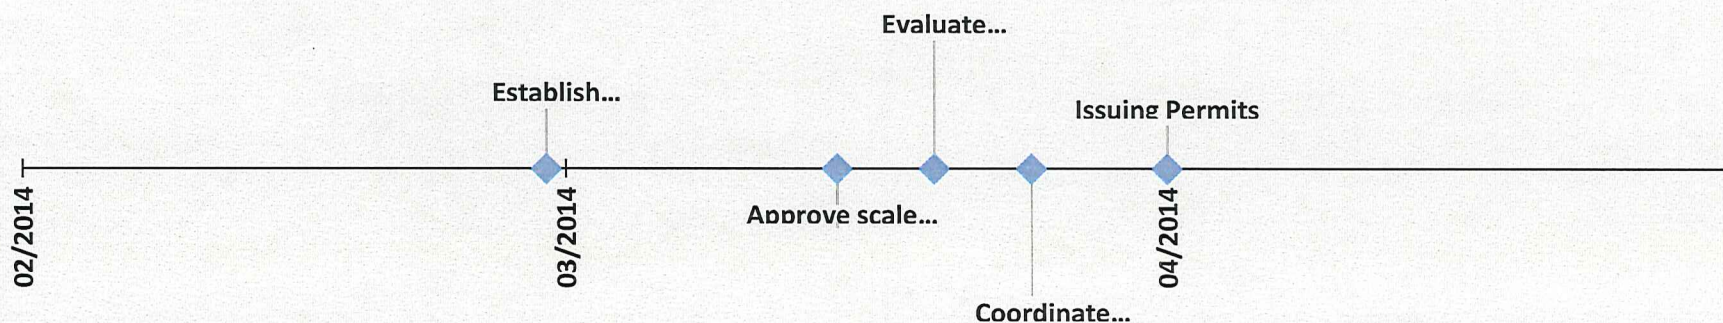 Evaluate...
Establish...
Issuing Permits
Approve scale...
02/2014
03/2014
04/2014
Coordinate...